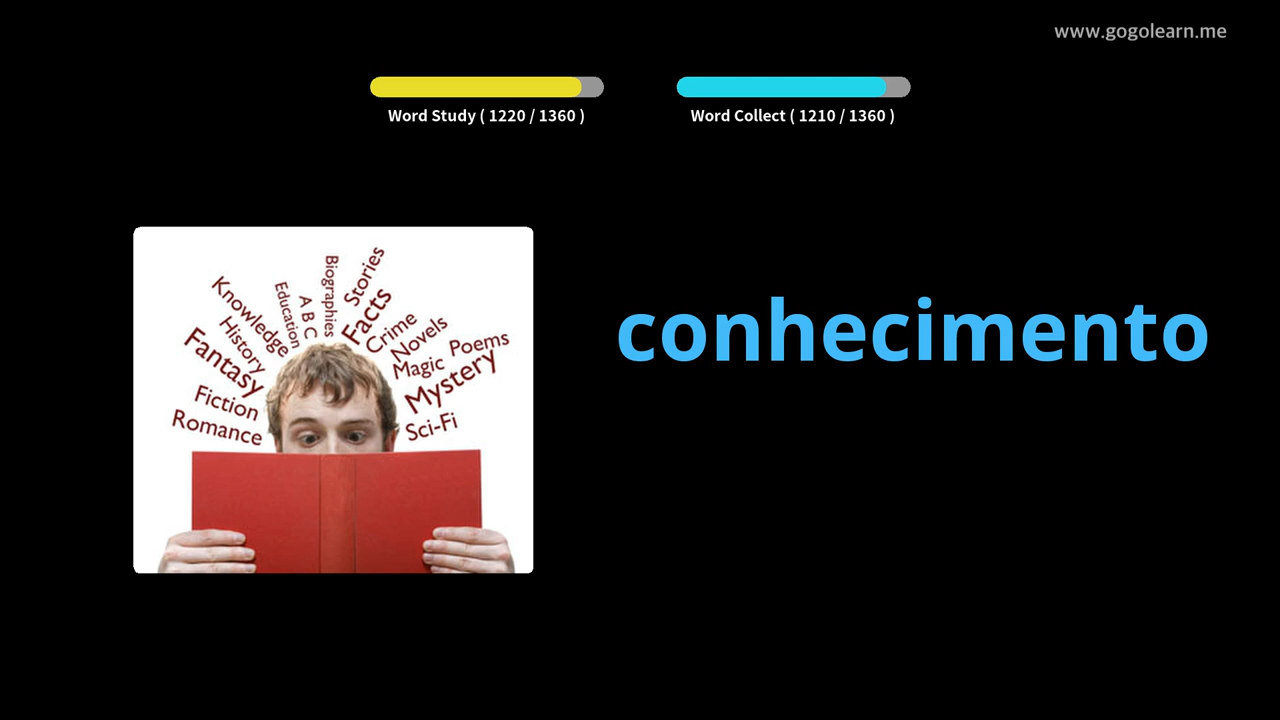 www.gogolearn.me
Word Study ( 1220 / 1360 )
Word Collect ( 1210 / 1360 )
conhecimento
Romance
Fiction
Fantasy
History
Knowledge
Education
A B C
Biographies
Stories
Facts
Crime
Novels
Magic
Poems
Mystery
Sci-Fi